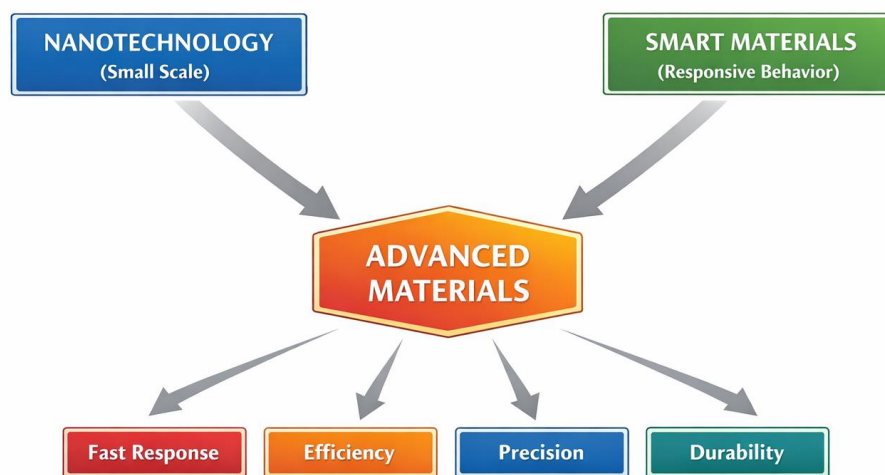 NANOTECHNOLOGY
(Small Scale)
SMART MATERIALS
(Responsive Behavior)
ADVANCED
MATERIALS
Fast Response
Efficiency
Precision
Durability